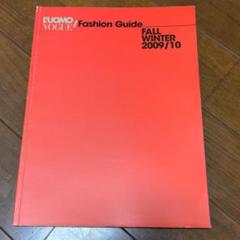 L'UOMO
VOGUE / Fashion Guide
FALL
WINTER
2009/10